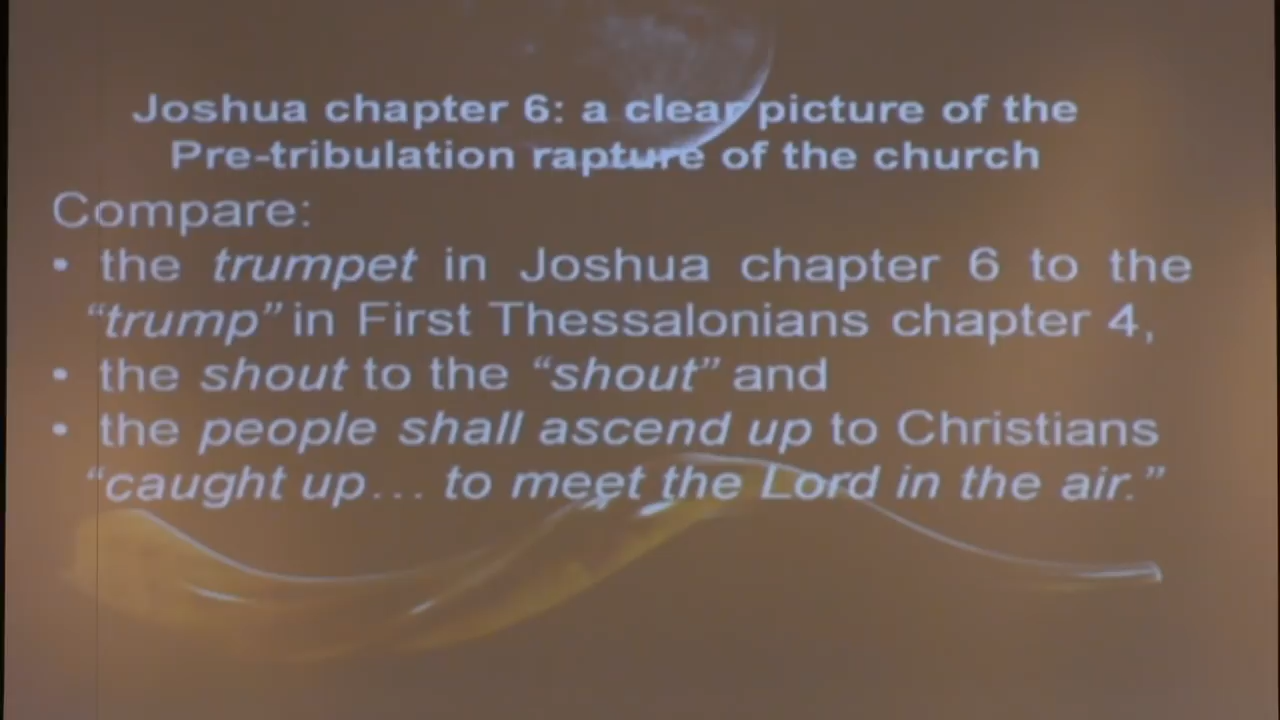 Joshua chapter 6: a clear picture of the
Pre-tribulation rapture of the church
Compare:
• the trumpet in Joshua chapter 6 to the
“trump” in First Thessalonians chapter 4,
• the shout to the “shout” and
• the people shall ascend up to Christians
“caught up... to meet the Lord in the air.”